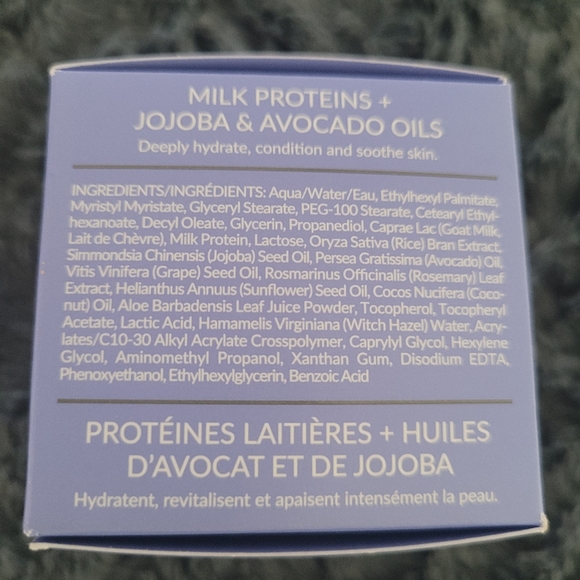 MILK PROTEINS +
JOJOBA & AVOCADO OILS
Deeply hydrate, condition and soothe skin.
INGREDIENTS/INGRÉDIENTS: Aqua/Water/Eau, Ethylhexyl Palmitate,
Myristyl Myristate, Glyceryl Stearate, PEG-100 Stearate, Cetearyl Ethyl-
hexanoate, Decyl Oleate, Glycerin, Propanediol, Caprae Lac (Goat Milk,
Lait de Chèvre), Milk Protein, Lactose, Oryza Sativa (Rice) Bran Extract,
Simmondsia Chinensis (Jojoba) Seed Oil, Persea Gratissima (Avocado) Oil,
Vitis Vinifera (Grape) Seed Oil, Rosmarinus Officinalis (Rosemary) Leaf
Extract, Helianthus Annuus (Sunflower) Seed Oil, Cocos Nucifera (Coco-
nut) Oil, Aloe Barbadensis Leaf Juice Powder, Tocopherol, Tocopheryl
Acetate, Lactic Acid, Hamamelis Virginiana (Witch Hazel) Water, Acry-
lates/C10-30 Alkyl Acrylate Crosspolymer, Caprylyl Glycol, Hexylene
Glycol, Aminomethyl Propanol, Xanthan Gum, Disodium EDTA,
Phenoxyethanol, Ethylhexylglycerin, Benzoic Acid
PROTÉINES LAITIÈRES + HUILES
D'AVOCAT ET DE JOJOBA
Hydratent, revitalisent et apaisent intensément la peau.